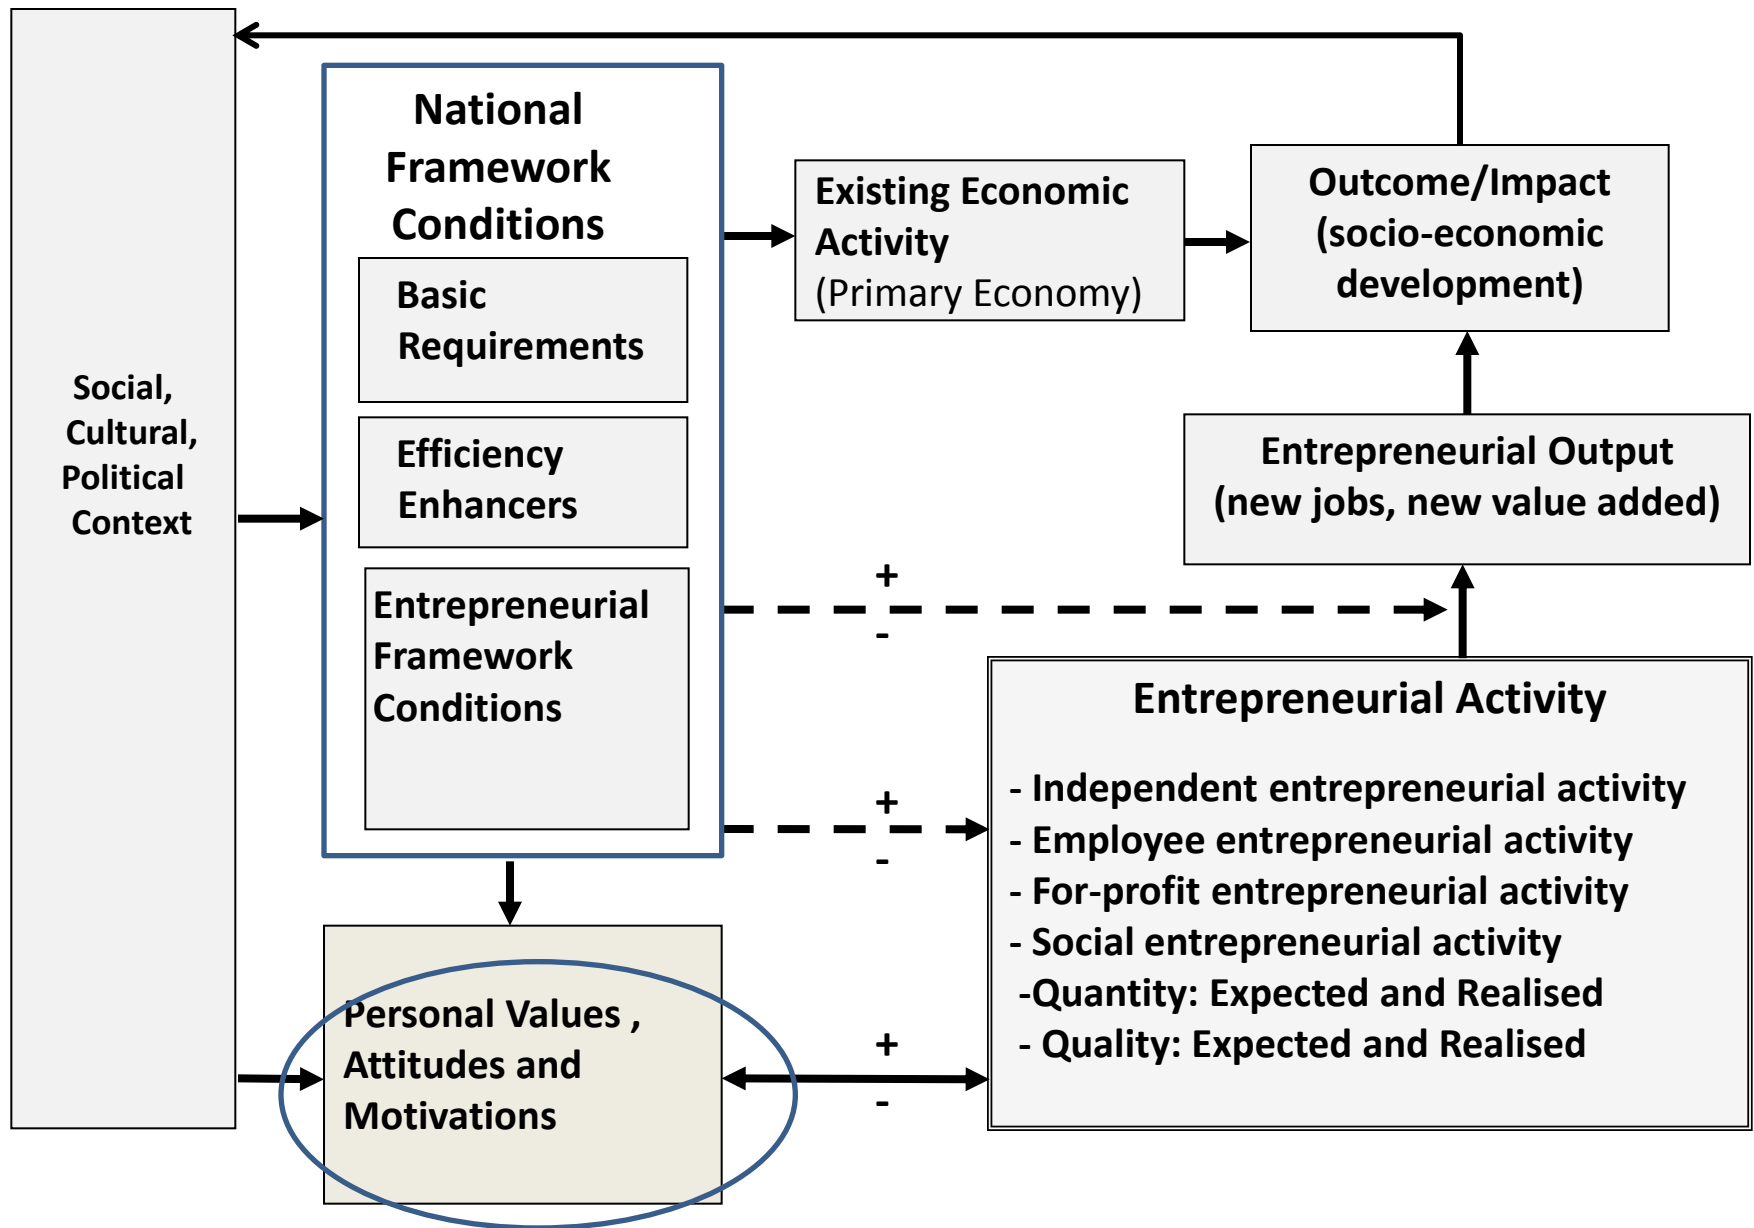 Social,
Cultural,
Political
Context
National
Framework
Conditions
Basic
Requirements
Efficiency
Enhancers
Entrepreneurial
Framework
Conditions
Existing Economic
Activity
(Primary Economy)
Outcome/Impact
(socio-economic
development)
Entrepreneurial Output
(new jobs, new value added)
+
-
+
-
Entrepreneurial Activity
- Independent entrepreneurial activity
- Employee entrepreneurial activity
- For-profit entrepreneurial activity
- Social entrepreneurial activity
-Quantity: Expected and Realised
- Quality: Expected and Realised
Personal Values ,
Attitudes and
Motivations
+
-